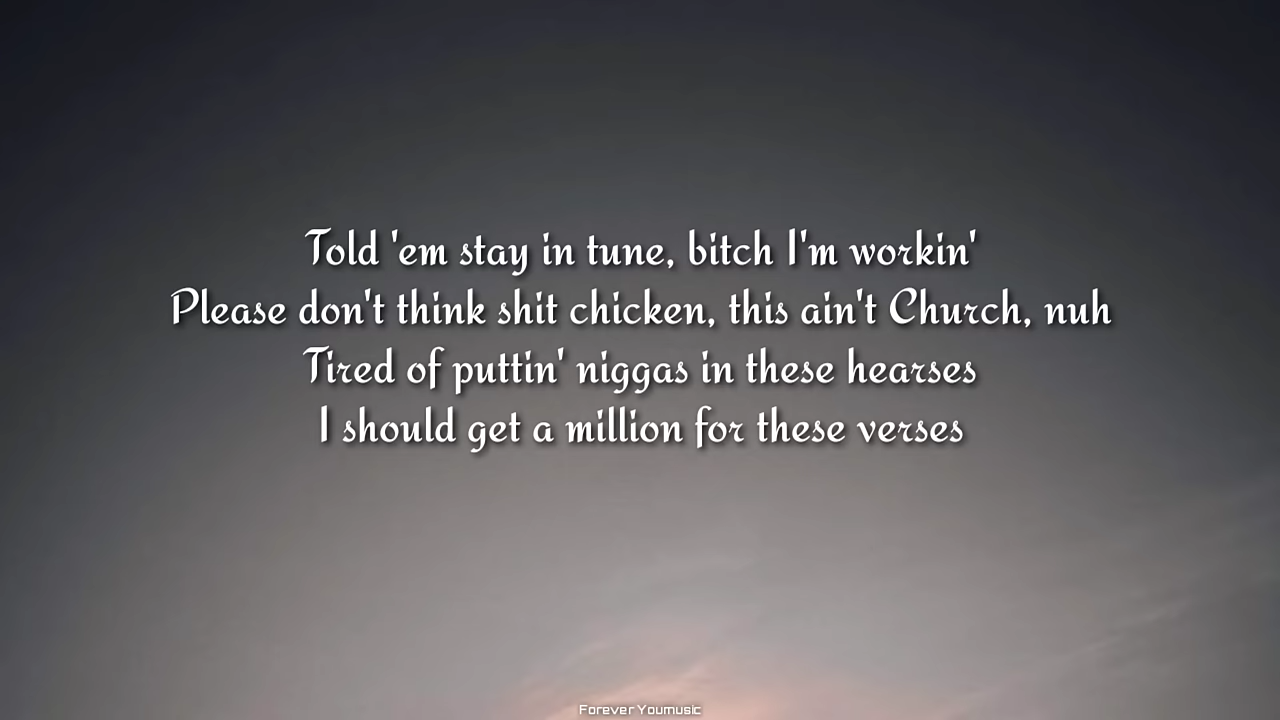 Told 'em stay in tune, bitch I'm workin'
Please don't think shit chicken, this ain't Church, nuh
Tired of puttin' niggas in these hearses
I should get a million for these verses
Forever Youmusic